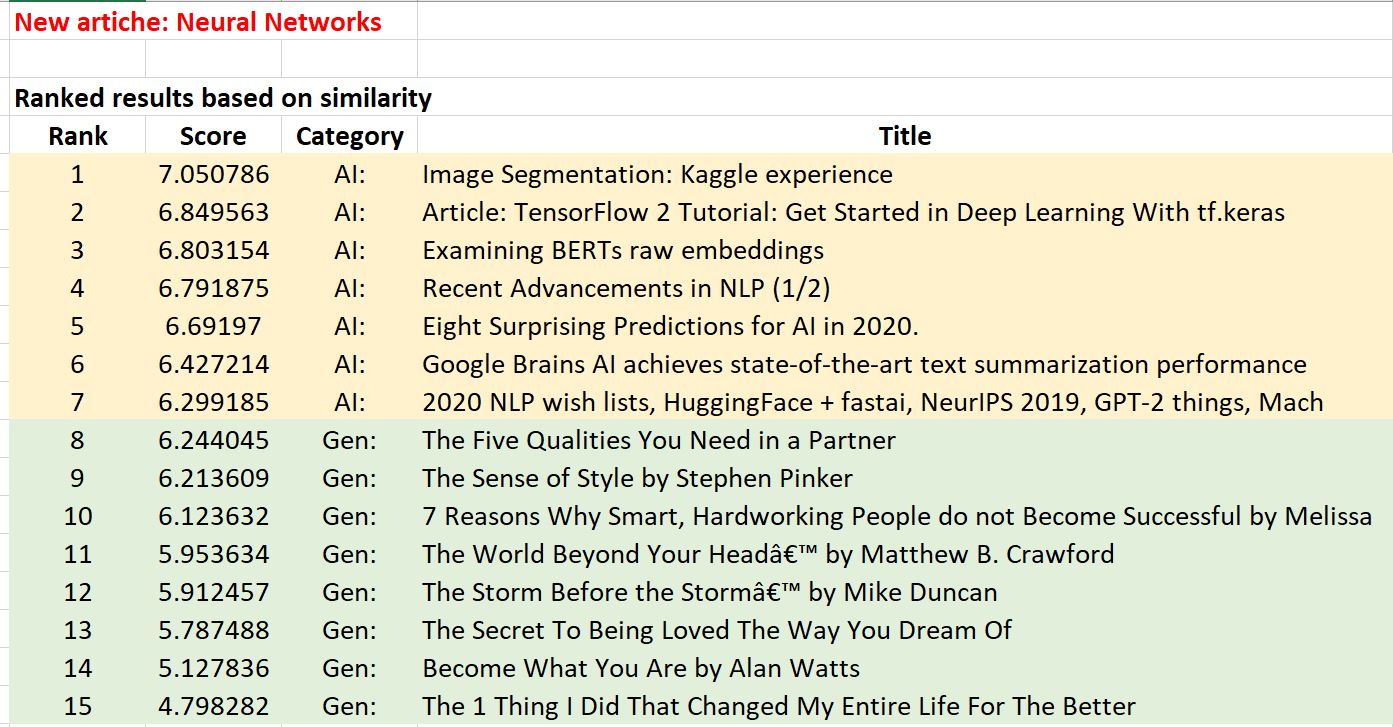 New artiche: Neural Networks
Ranked results based on similarity
Rank Score Category Title
1 7.050786 AI: Image Segmentation: Kaggle experience
2 6.849563 AI: Article: TensorFlow 2 Tutorial: Get Started in Deep Learning With tf.keras
3 6.803154 AI: Examining BERTs raw embeddings
4 6.791875 AI: Recent Advancements in NLP (1/2)
5 6.69197 AI: Eight Surprising Predictions for AI in 2020.
6 6.427214 AI: Google Brains AI achieves state-of-the-art text summarization performance
7 6.299185 AI: 2020 NLP wish lists, HuggingFace + fastai, NeurIPS 2019, GPT-2 things, Mach
8 6.244045 Gen: The Five Qualities You Need in a Partner
9 6.213609 Gen: The Sense of Style by Stephen Pinker
10 6.123632 Gen: 7 Reasons Why Smart, Hardworking People do not Become Successful by Melissa
11 5.953634 Gen: The World Beyond Your Headâ€™ by Matthew B. Crawford
12 5.912457 Gen: The Storm Before the Stormâ€™ by Mike Duncan
13 5.787488 Gen: The Secret To Being Loved The Way You Dream Of
14 5.127836 Gen: Become What You Are by Alan Watts
15 4.798282 Gen: The 1 Thing I Did That Changed My Entire Life For The Better